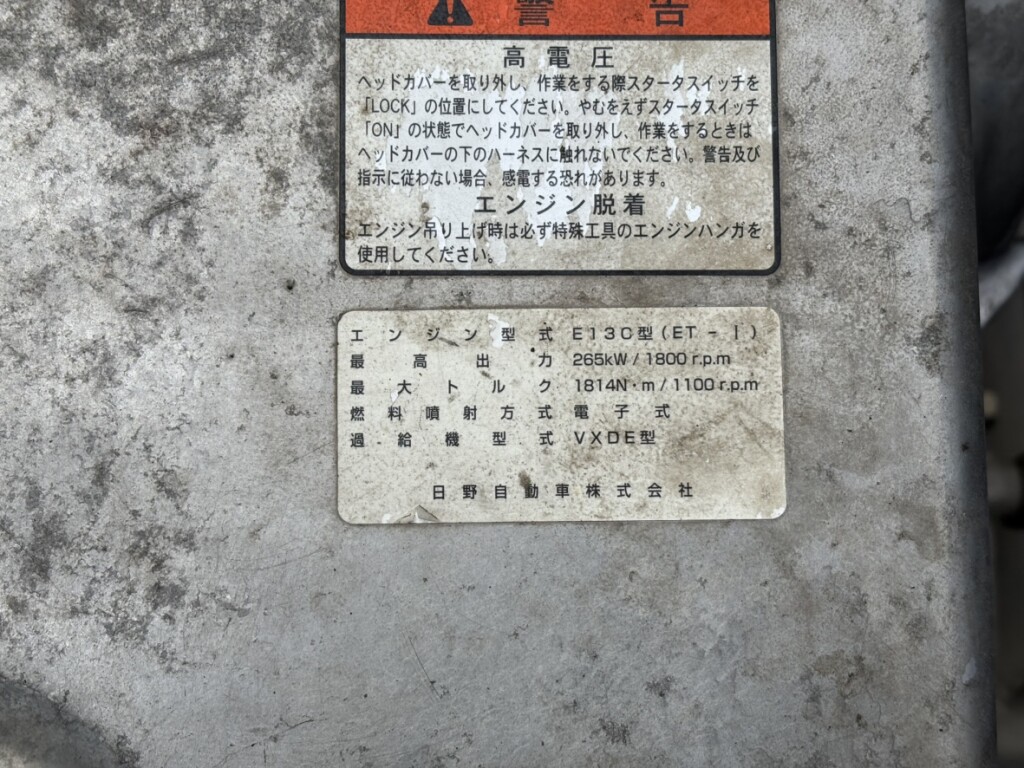 警告
高電圧
ヘッドカバーを取り外し、作業をする際スタータスイッチを
「LOCK」の位置にしてください。やむをえずスタータスイッチ
「ON」の状態でヘッドカバーを取り外し、作業をするときは
ヘッドカバーの下のハーネスに触れないでください。警告及び
指示に従わない場合、感電する恐れがあります。
エンジン脱着
エンジン吊り上げ時は必ず特殊工具のエンジンハンガを
使用してください。
エンジン型式 E13C型(ET-I)
最高出力 265kW/1800r.p.m
最大トルク 1814N・m/1100r.p.m
燃料噴射方式 電子式
過給機型式 VXDE型
日野自動車株式会社